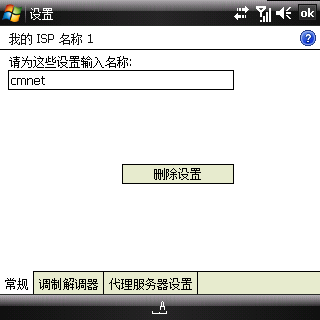 设置
ok
我的 ISP 名称 1
?
请为这些设置输入名称:
cmnet
删除设置
常规 调制解调器 代理服务器设置
A